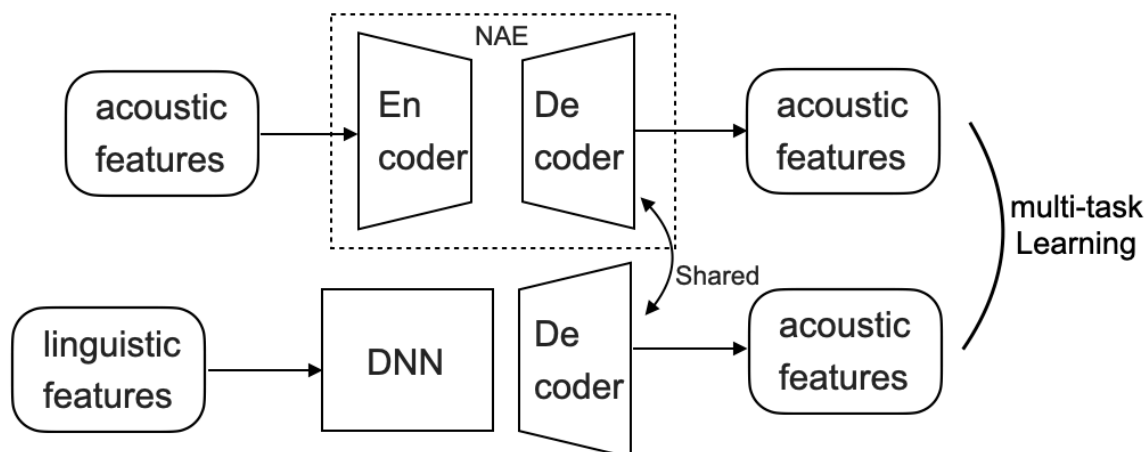 NAE
acoustic
features
En
coder
De
coder
acoustic
features
multi-task
Learning
Shared
linguistic
features
DNN
De
coder
acoustic
features